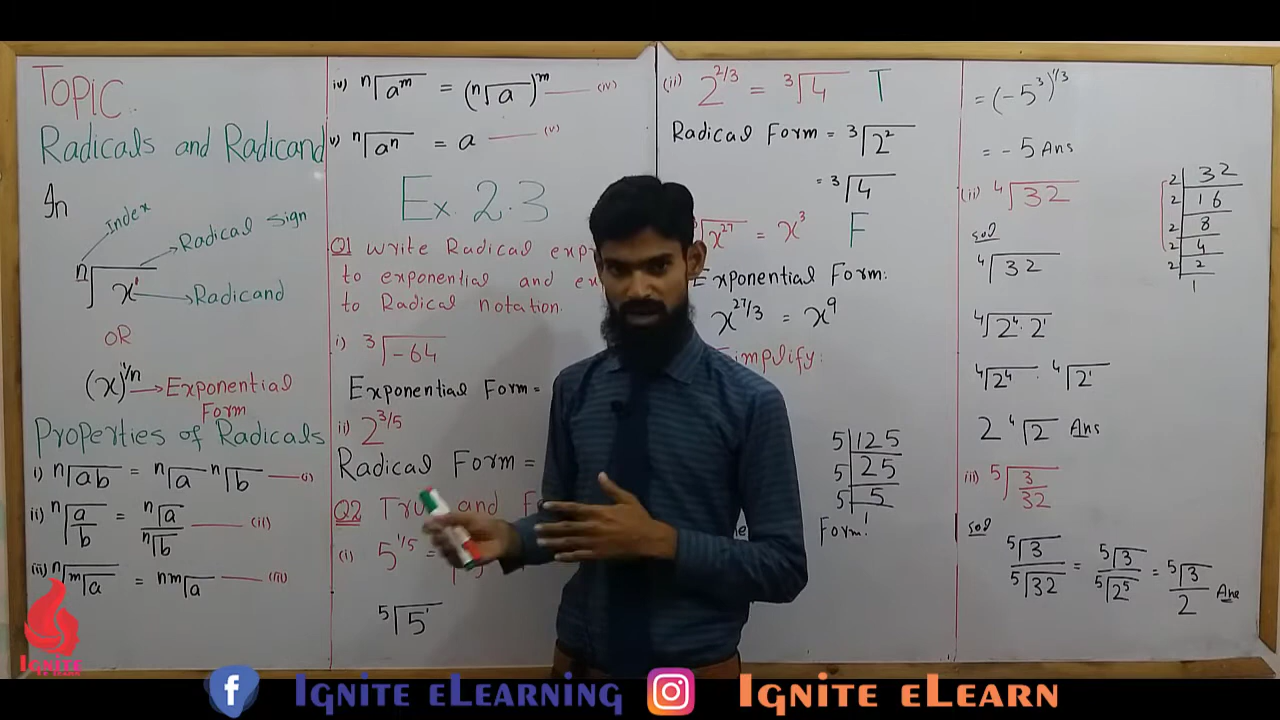 TOPIC.
Radicals and Radicand
In
Index
Radical sign
n√x¹
Radicand
OR
(x)^1/n → Exponential
Form
Properties of Radicals
i) n√ab = n√a n√b —— (i)
ii) n√a/b = n√a / n√b —— (ii)
(iii) n√m√a = nm√a —— (iii)
iv) n√a^m = (n√a)^m —— (iv)
v) n√a^n = a —— (v)
Ex. 2.3
Q1 Write Radical
to exponential and
to Radical notation.
i) 3√-64
Exponential Form =
ii) 2^3/5
Radical Form =
Q2 and
(i) 5^1/5 =
5√5¹
(ii) 2^2/3 = 3√4 T
Radical Form = 3√2²
= 3√4
√x^27 = x³ F
Exponential Form:
x^27/3 = x^9
Simplify:
5 | 125
5 | 25
5 | 5
1
Form
= (-5³)^1/3
= -5 Ans
(ii) 4√32
sol
4√32
4√2⁴·2¹
4√2⁴ · 4√2¹
2 4√2 Ans
2 | 32
2 | 16
2 | 8
2 | 4
2 | 2
1
iii) 5√3/32
sol
5√3 / 5√32 = 5√3 / 5√2⁵ = 5√3 / 2 Ans
IGNITE
Ignite eLearning Ignite eLearn